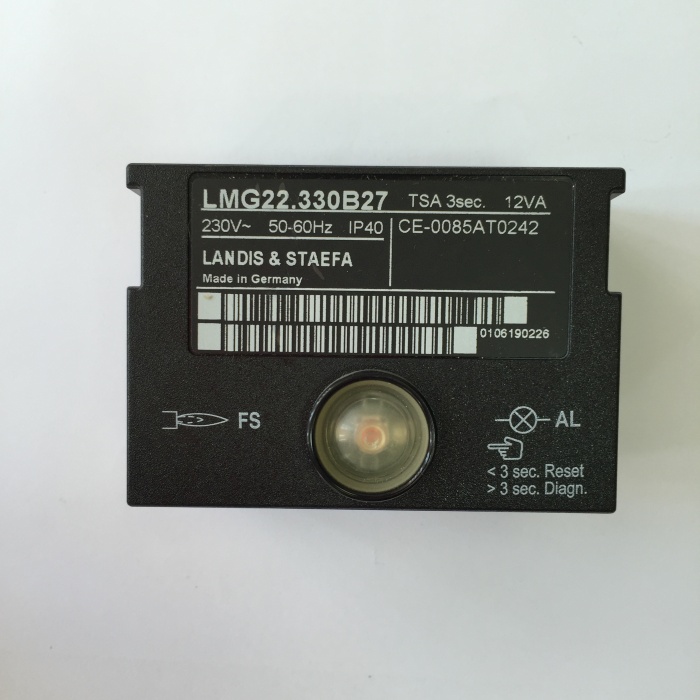 LMG22.330B27 TSA 3sec. 12VA
230V~ 50-60Hz IP40 CE-0085AT0242
LANDIS & STAEFA
Made in Germany
0106190226
FS
AL
< 3 sec. Reset
> 3 sec. Diagn.